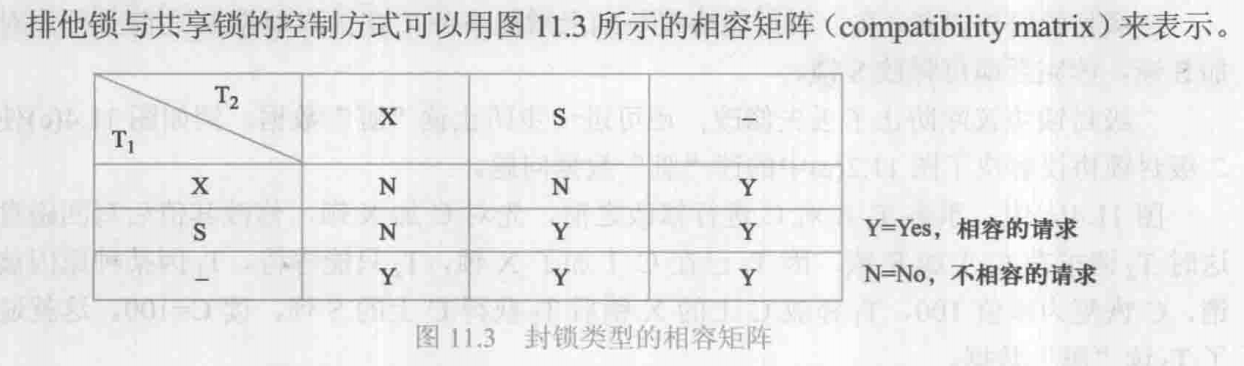 排他锁与共享锁的控制方式可以用图 11.3 所示的相容矩阵（compatibility matrix）来表示。
T₂
T₁
X S –
X N N Y
S N Y Y
– Y Y Y
Y=Yes，相容的请求
N=No，不相容的请求
图 11.3 封锁类型的相容矩阵